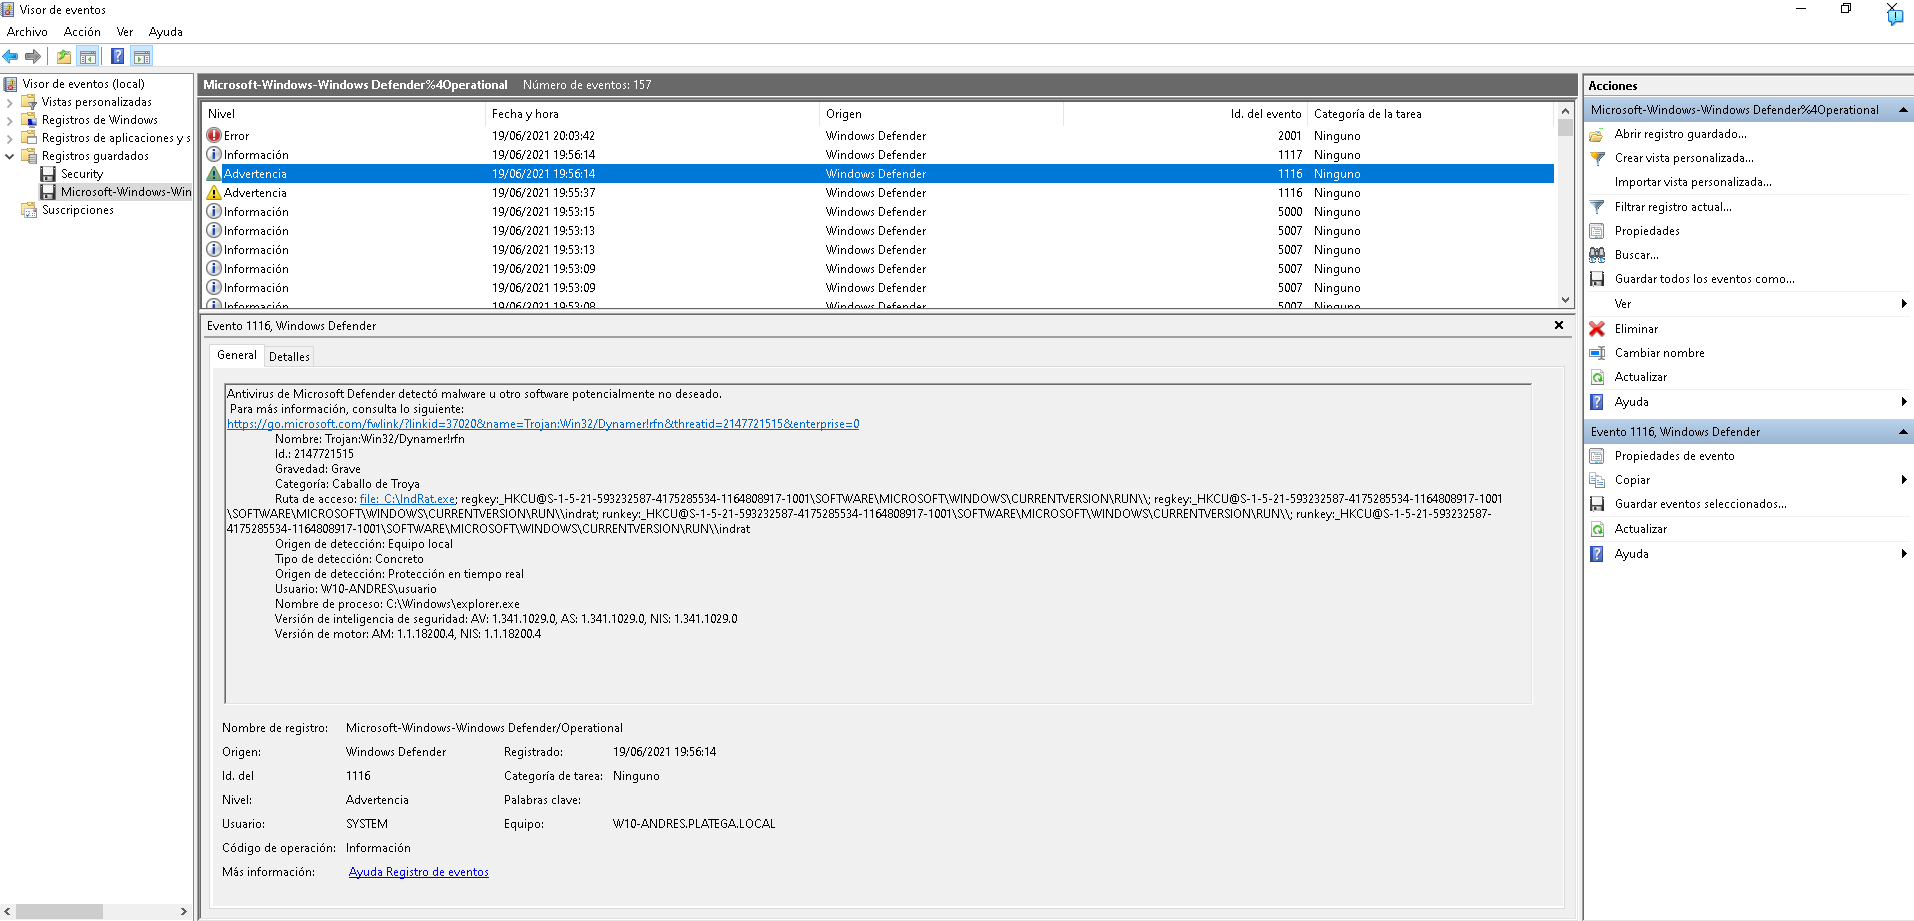 Visor de eventos
Archivo Acción Ver Ayuda
Visor de eventos (local)
Vistas personalizadas
Registros de Windows
Registros de aplicaciones y s
Registros guardados
Security
Microsoft-Windows-Win
Suscripciones
Microsoft-Windows-Windows Defender%4Operational Número de eventos: 157
Nivel Fecha y hora Origen Id. del evento Categoría de la tarea
Error 19/06/2021 20:03:42 Windows Defender 2001 Ninguno
Información 19/06/2021 19:56:14 Windows Defender 1117 Ninguno
Advertencia 19/06/2021 19:56:14 Windows Defender 1116 Ninguno
Advertencia 19/06/2021 19:55:37 Windows Defender 1116 Ninguno
Información 19/06/2021 19:53:15 Windows Defender 5000 Ninguno
Información 19/06/2021 19:53:13 Windows Defender 5007 Ninguno
Información 19/06/2021 19:53:13 Windows Defender 5007 Ninguno
Información 19/06/2021 19:53:09 Windows Defender 5007 Ninguno
Información 19/06/2021 19:53:09 Windows Defender 5007 Ninguno
Información 19/06/2021 19:53:08 Windows Defender 5007 Ninguno
Evento 1116, Windows Defender
General Detalles
Antivirus de Microsoft Defender detectó malware u otro software potencialmente no deseado.
Para más información, consulta lo siguiente:
https://go.microsoft.com/fwlink/?linkid=37020&name=Trojan:Win32/Dynamer!rfn&threatid=2147721515&enterprise=0
Nombre: Trojan:Win32/Dynamer!rfn
Id.: 2147721515
Gravedad: Grave
Categoría: Caballo de Troya
Ruta de acceso: file:_C:\IndRat.exe; regkey:_HKCU@S-1-5-21-593232587-4175285534-1164808917-1001\SOFTWARE\MICROSOFT\WINDOWS\CURRENTVERSION\RUN\\; regkey:_HKCU@S-1-5-21-593232587-4175285534-1164808917-1001
\SOFTWARE\MICROSOFT\WINDOWS\CURRENTVERSION\RUN\\indrat; runkey:_HKCU@S-1-5-21-593232587-4175285534-1164808917-1001\SOFTWARE\MICROSOFT\WINDOWS\CURRENTVERSION\RUN\\; runkey:_HKCU@S-1-5-21-593232587-
4175285534-1164808917-1001\SOFTWARE\MICROSOFT\WINDOWS\CURRENTVERSION\RUN\\indrat
Origen de detección: Equipo local
Tipo de detección: Concreto
Origen de detección: Protección en tiempo real
Usuario: W10-ANDRES\usuario
Nombre de proceso: C:\Windows\explorer.exe
Versión de inteligencia de seguridad: AV: 1.341.1029.0, AS: 1.341.1029.0, NIS: 1.341.1029.0
Versión de motor: AM: 1.1.18200.4, NIS: 1.1.18200.4
Nombre de registro: Microsoft-Windows-Windows Defender/Operational
Origen: Windows Defender Registrado: 19/06/2021 19:56:14
Id. del 1116 Categoría de tarea: Ninguno
Nivel: Advertencia Palabras clave:
Usuario: SYSTEM Equipo: W10-ANDRES.PLATEGA.LOCAL
Código de operación: Información
Más información: Ayuda Registro de eventos
Acciones
Microsoft-Windows-Windows Defender%4Operational
Abrir registro guardado...
Crear vista personalizada...
Importar vista personalizada...
Filtrar registro actual...
Propiedades
Buscar...
Guardar todos los eventos como...
Ver
Eliminar
Cambiar nombre
Actualizar
Ayuda
Evento 1116, Windows Defender
Propiedades de evento
Copiar
Guardar eventos seleccionados...
Actualizar
Ayuda